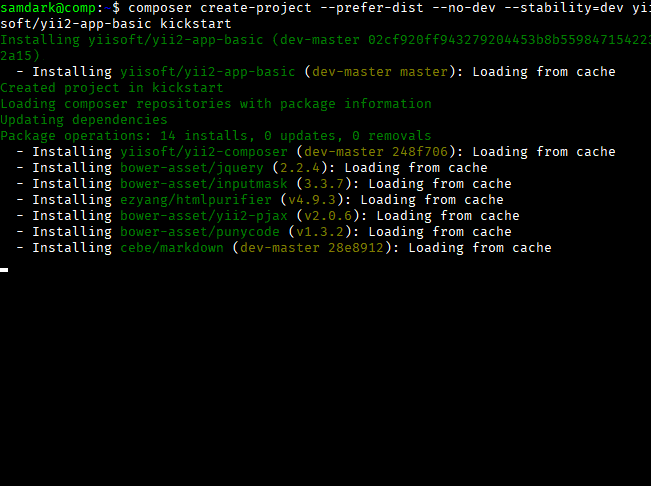 samdark@comp:~$ composer create-project --prefer-dist --no-dev --stability=dev yii
soft/yii2-app-basic kickstart
Installing yiisoft/yii2-app-basic (dev-master 02cf920ff943279204453b8b559847154223
2a15)
  - Installing yiisoft/yii2-app-basic (dev-master master): Loading from cache
Created project in kickstart
Loading composer repositories with package information
Updating dependencies
Package operations: 14 installs, 0 updates, 0 removals
  - Installing yiisoft/yii2-composer (dev-master 248f706): Loading from cache
  - Installing bower-asset/jquery (2.2.4): Loading from cache
  - Installing bower-asset/inputmask (3.3.7): Loading from cache
  - Installing ezyang/htmlpurifier (v4.9.3): Loading from cache
  - Installing bower-asset/yii2-pjax (v2.0.6): Loading from cache
  - Installing bower-asset/punycode (v1.3.2): Loading from cache
  - Installing cebe/markdown (dev-master 28e8912): Loading from cache